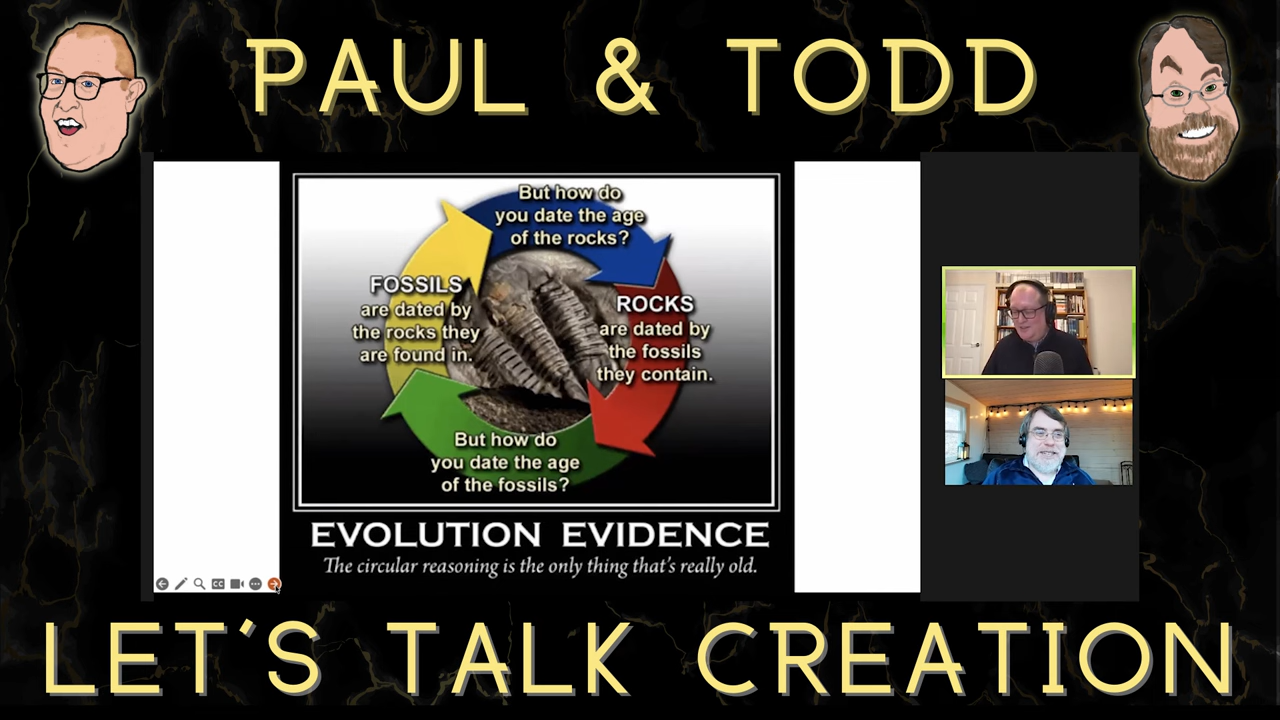 PAUL & TODD
But how do
you date the age
of the rocks?
FOSSILS
are dated by
the rocks they
are found in.
ROCKS
are dated by
the fossils
they contain.
But how do
you date the age
of the fossils?
EVOLUTION EVIDENCE
The circular reasoning is the only thing that's really old.
CC
LET'S TALK CREATION